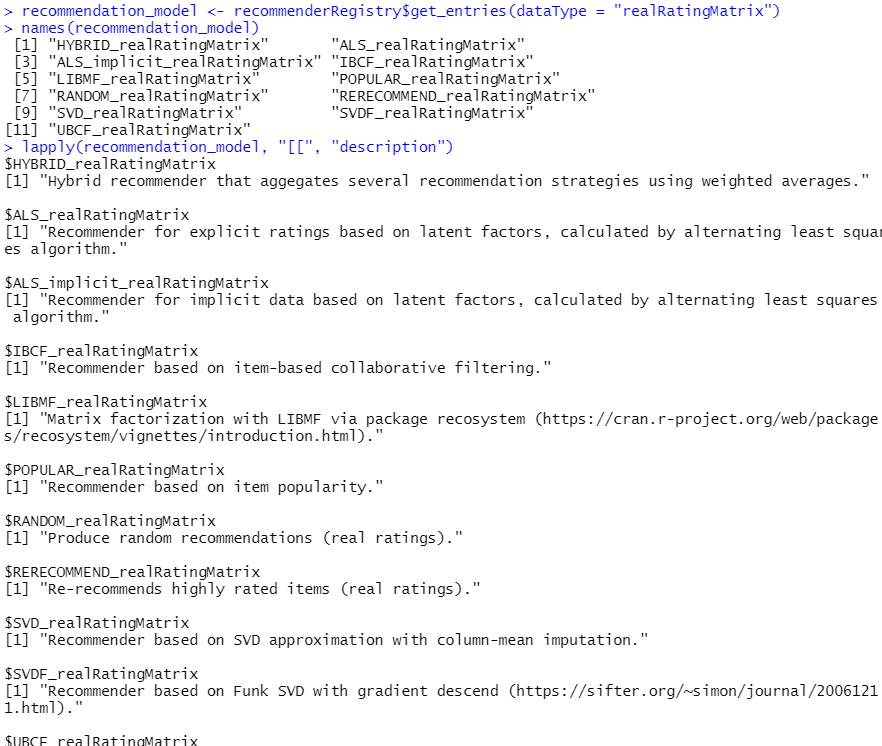 > recommendation_model <- recommenderRegistry$get_entries(dataType = "realRatingMatrix")
> names(recommendation_model)
 [1] "HYBRID_realRatingMatrix"       "ALS_realRatingMatrix"
 [3] "ALS_implicit_realRatingMatrix" "IBCF_realRatingMatrix"
 [5] "LIBMF_realRatingMatrix"        "POPULAR_realRatingMatrix"
 [7] "RANDOM_realRatingMatrix"       "RERECOMMEND_realRatingMatrix"
 [9] "SVD_realRatingMatrix"          "SVDF_realRatingMatrix"
[11] "UBCF_realRatingMatrix"
> lapply(recommendation_model, "[[", "description")
$HYBRID_realRatingMatrix
[1] "Hybrid recommender that aggegates several recommendation strategies using weighted averages."
$ALS_realRatingMatrix
[1] "Recommender for explicit ratings based on latent factors, calculated by alternating least squar
es algorithm."
$ALS_implicit_realRatingMatrix
[1] "Recommender for implicit data based on latent factors, calculated by alternating least squares
 algorithm."
$IBCF_realRatingMatrix
[1] "Recommender based on item-based collaborative filtering."
$LIBMF_realRatingMatrix
[1] "Matrix factorization with LIBMF via package recosystem (https://cran.r-project.org/web/package
s/recosystem/vignettes/introduction.html)."
$POPULAR_realRatingMatrix
[1] "Recommender based on item popularity."
$RANDOM_realRatingMatrix
[1] "Produce random recommendations (real ratings)."
$RERECOMMEND_realRatingMatrix
[1] "Re-recommends highly rated items (real ratings)."
$SVD_realRatingMatrix
[1] "Recommender based on SVD approximation with column-mean imputation."
$SVDF_realRatingMatrix
[1] "Recommender based on Funk SVD with gradient descend (https://sifter.org/~simon/journal/2006121
1.html)."
$UBCF_realRatingMatrix